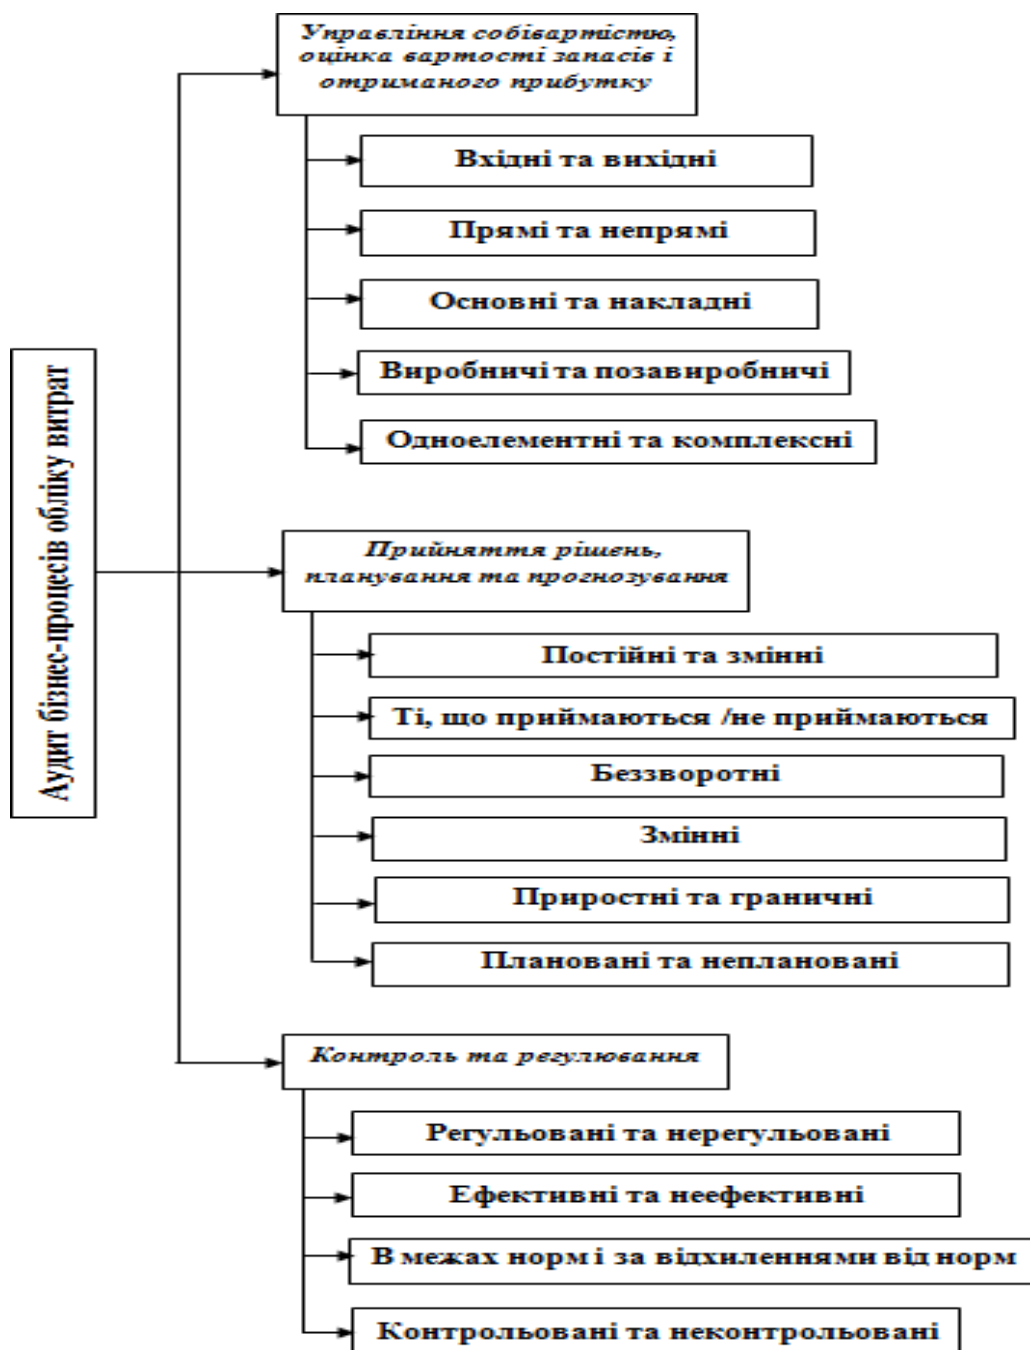 Управління собівартістю,
оцінка вартості запасів і
отриманого прибутку
Вхідні та вихідні
Прямі та непрямі
Основні та накладні
Виробничі та позавиробничі
Одноелементні та комплексні
Аудит бізнес-процесів обліку витрат
Прийняття рішень,
планування та прогнозування
Постійні та змінні
Ті, що приймаються /не приймаються
Беззворотні
Змінні
Приростні та граничні
Плановані та неплановані
Контроль та регулювання
Регульовані та нерегульовані
Ефективні та неефективні
В межах норм і за відхиленнями від норм
Контрольовані та неконтрольовані